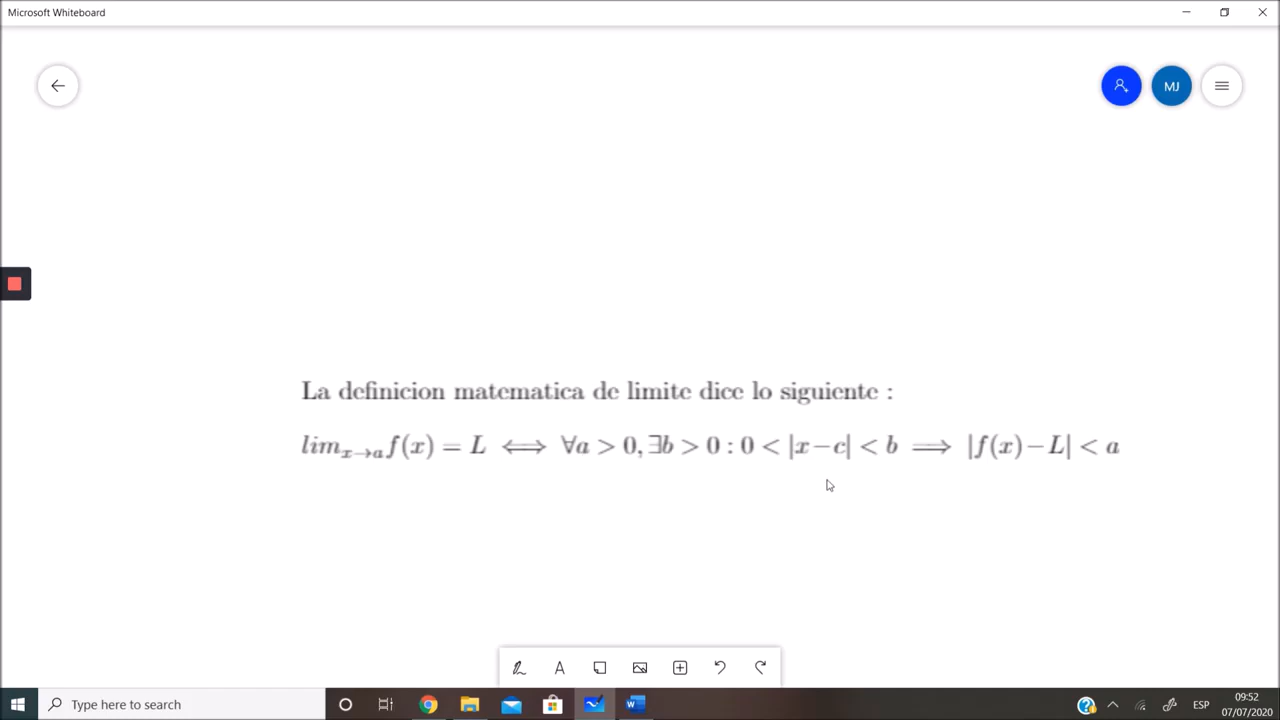 Microsoft Whiteboard
MJ
La definicion matematica de limite dice lo siguiente :
lim_{x→a} f(x) = L ⟺ ∀a > 0, ∃b > 0 : 0 < |x−c| < b ⟹ |f(x)−L| < a
A
Type here to search
ESP
09:52
07/07/2020